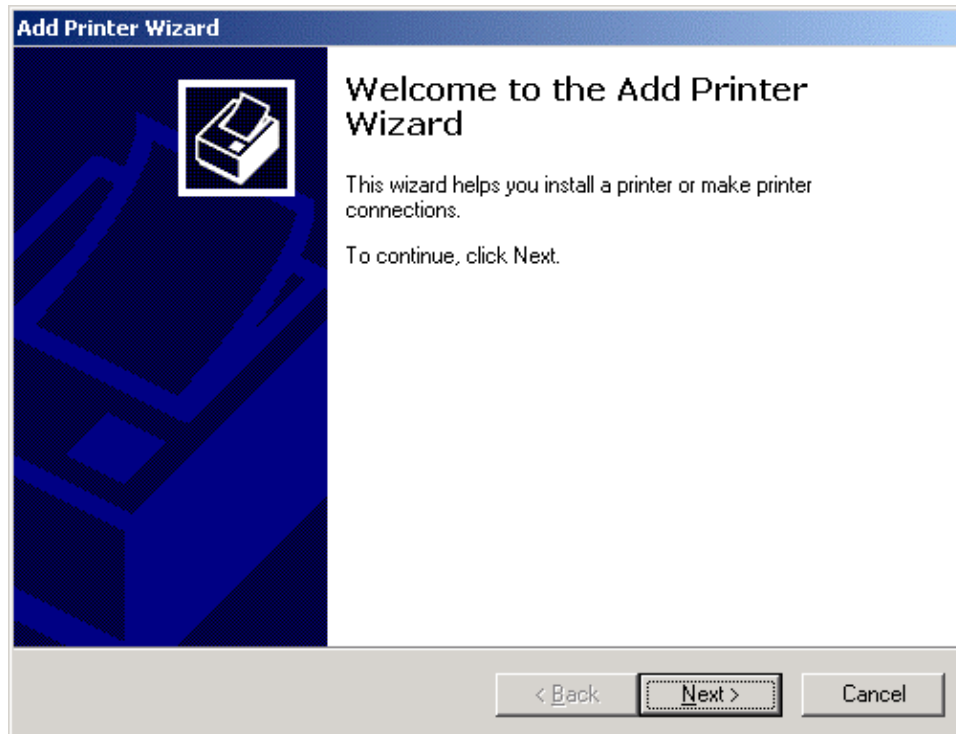 Add Printer Wizard
Welcome to the Add Printer
Wizard
This wizard helps you install a printer or make printer
connections.
To continue, click Next.
< Back
Next >
Cancel